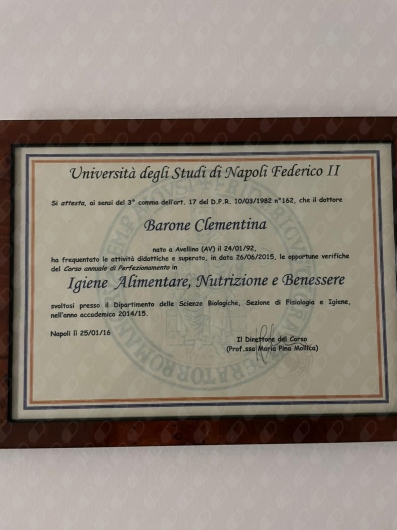 Università degli Studi di Napoli Federico II
Si attesta, ai sensi del 3° comma dell'art. 17 del D.P.R. 10/03/1982 n°162, che il dottore
Barone Clementina
nato a Avellino (AV) il 24/01/92,
ha frequentato le attività didattiche e superato, in data 26/06/2015, le opportune verifiche
del Corso annuale di Perfezionamento in
Igiene Alimentare, Nutrizione e Benessere
svoltosi presso il Dipartimento delle Scienze Biologiche, Sezione di Fisiologia e Igiene,
nell'anno accademico 2014/15.
Napoli lì 25/01/16
Il Direttore del Corso
(Prof.ssa Maria Pina Mollica)